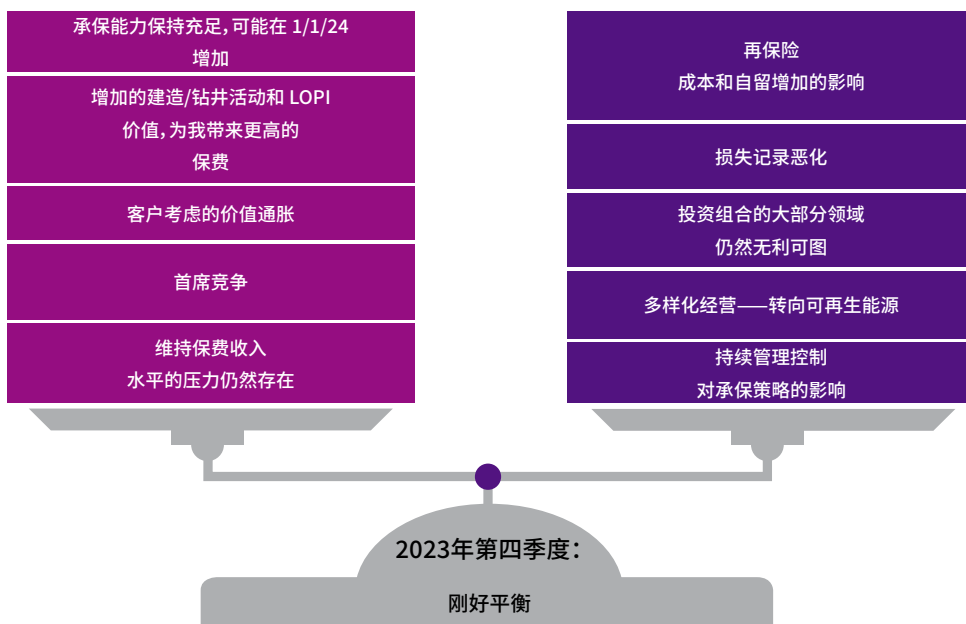 承保能力保持充足，可能在 1/1/24
增加
增加的建造/钻井活动和 LOPI
价值，为我带来更高的
保费
客户考虑的价值通胀
首席竞争
维持保费收入
水平的压力仍然存在
再保险
成本和自留增加的影响
损失记录恶化
投资组合的大部分领域
仍然无利可图
多样化经营——转向可再生能源
持续管理控制
对承保策略的影响
2023年第四季度：
刚好平衡